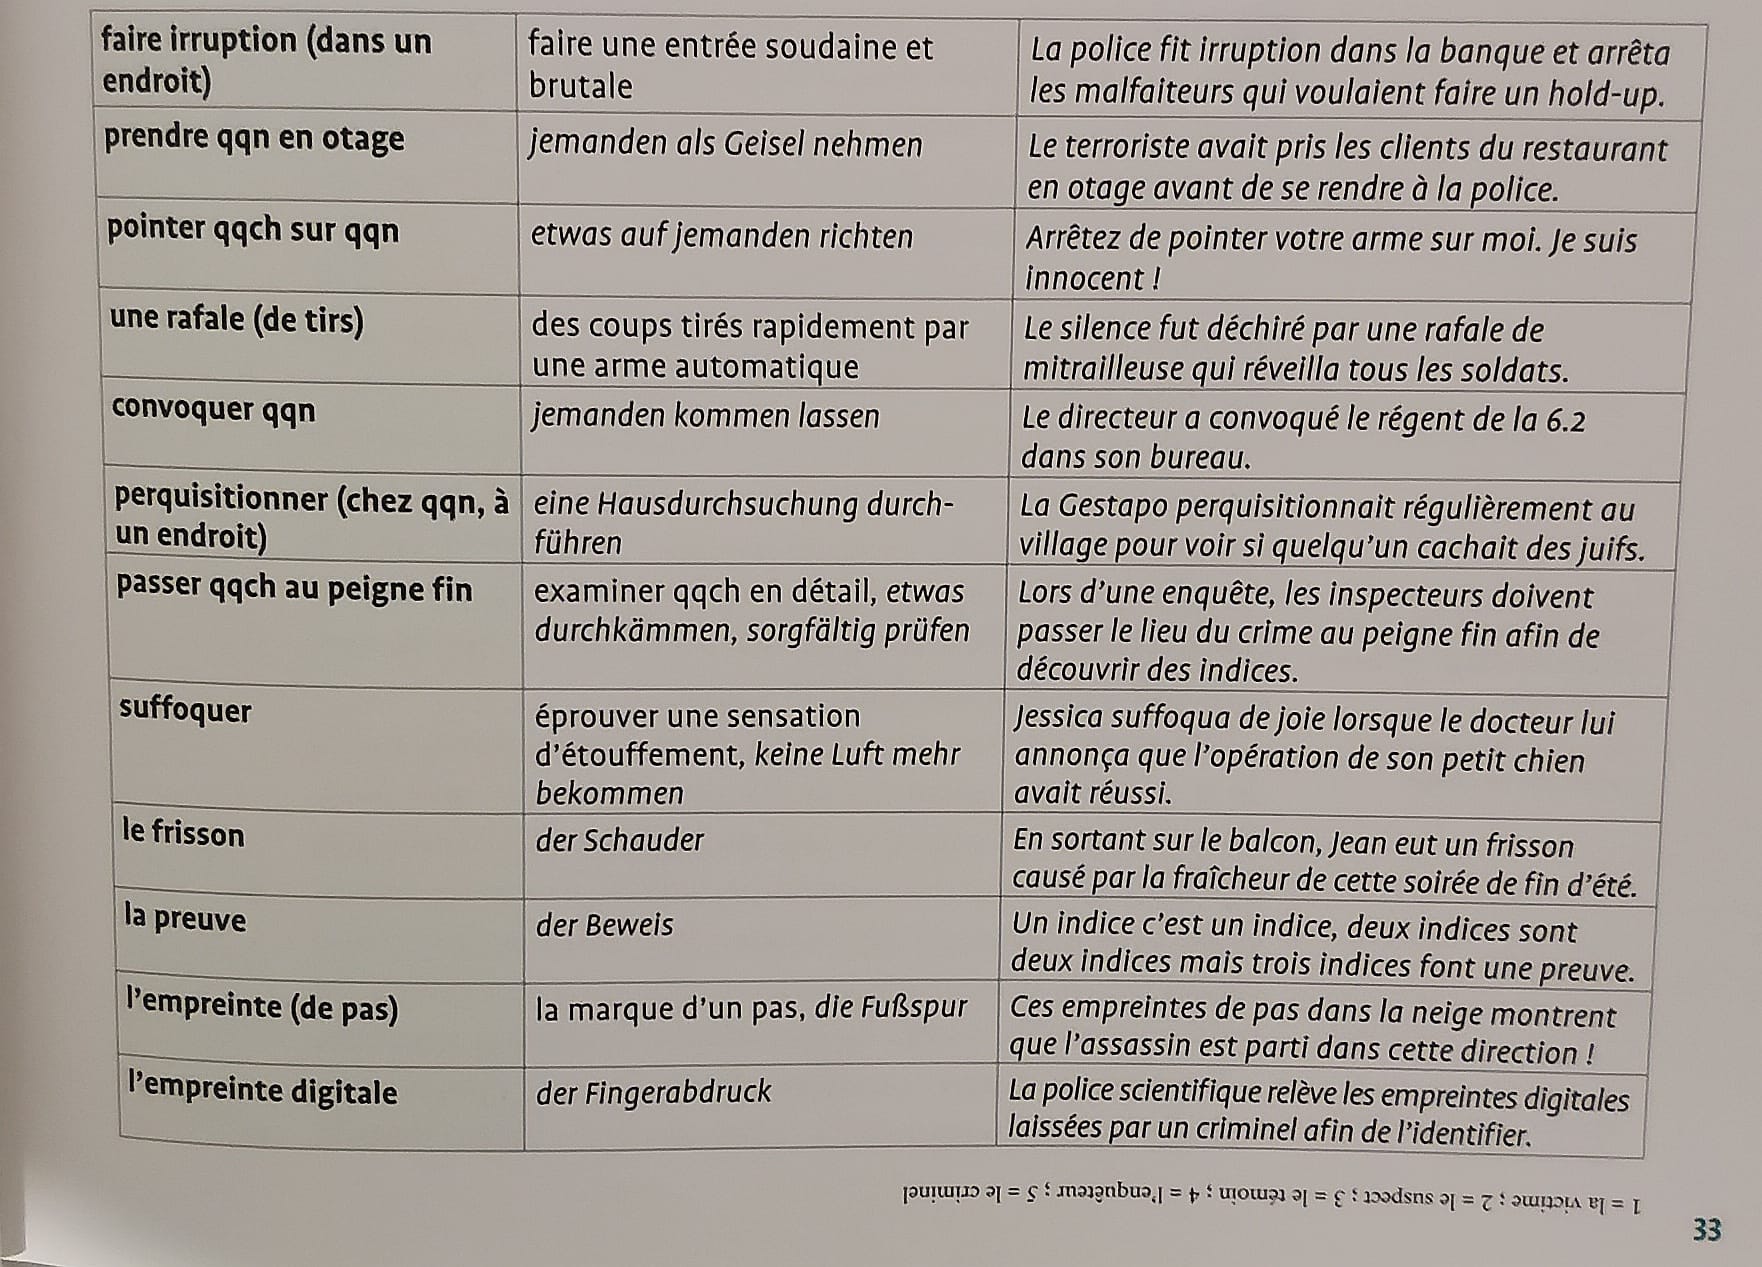 faire irruption (dans un
endroit)
faire une entrée soudaine et
brutale
La police fit irruption dans la banque et arrêta
les malfaiteurs qui voulaient faire un hold-up.
prendre qqn en otage
jemanden als Geisel nehmen
Le terroriste avait pris les clients du restaurant
en otage avant de se rendre à la police.
pointer qqch sur qqn
etwas auf jemanden richten
Arrêtez de pointer votre arme sur moi. Je suis
innocent !
une rafale (de tirs)
des coups tirés rapidement par
une arme automatique
Le silence fut déchiré par une rafale de
mitrailleuse qui réveilla tous les soldats.
convoquer qqn
jemanden kommen lassen
Le directeur a convoqué le régent de la 6.2
dans son bureau.
perquisitionner (chez qqn, à
un endroit)
eine Hausdurchsuchung durch-
führen
La Gestapo perquisitionnait régulièrement au
village pour voir si quelqu'un cachait des juifs.
passer qqch au peigne fin
examiner qqch en détail, etwas
durchkämmen, sorgfältig prüfen
Lors d'une enquête, les inspecteurs doivent
passer le lieu du crime au peigne fin afin de
découvrir des indices.
suffoquer
éprouver une sensation
d'étouffement, keine Luft mehr
bekommen
Jessica suffoqua de joie lorsque le docteur lui
annonça que l'opération de son petit chien
avait réussi.
le frisson
der Schauder
En sortant sur le balcon, Jean eut un frisson
causé par la fraîcheur de cette soirée de fin d'été.
la preuve
der Beweis
Un indice c'est un indice, deux indices sont
deux indices mais trois indices font une preuve.
l'empreinte (de pas)
la marque d'un pas, die Fußspur
Ces empreintes de pas dans la neige montrent
que l'assassin est parti dans cette direction !
l'empreinte digitale
der Fingerabdruck
La police scientifique relève les empreintes digitales
laissées par un criminel afin de l'identifier.
1 = la victime ; 2 = le suspect ; 3 = le témoin ; 4 = l'enquêteur ; 5 = le criminel
33